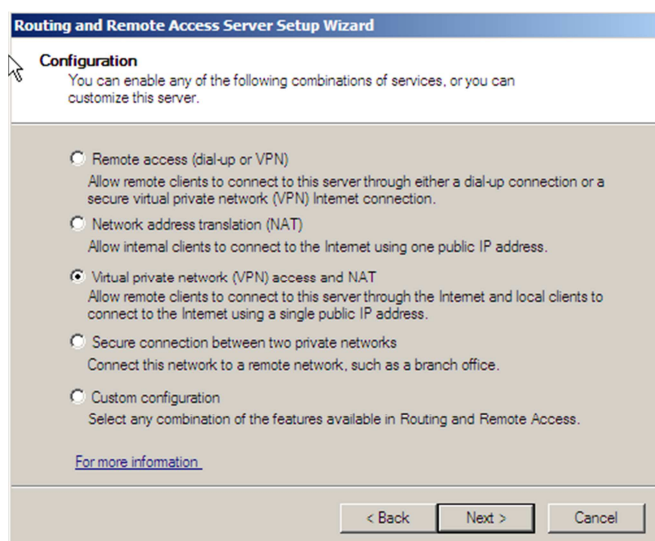 Routing and Remote Access Server Setup Wizard
Configuration
You can enable any of the following combinations of services, or you can
customize this server.
Remote access (dial-up or VPN)
Allow remote clients to connect to this server through either a dial-up connection or a
secure virtual private network (VPN) Internet connection.
Network address translation (NAT)
Allow internal clients to connect to the Internet using one public IP address.
Virtual private network (VPN) access and NAT
Allow remote clients to connect to this server through the Internet and local clients to
connect to the Internet using a single public IP address.
Secure connection between two private networks
Connect this network to a remote network, such as a branch office.
Custom configuration
Select any combination of the features available in Routing and Remote Access.
For more information
< Back Next > Cancel